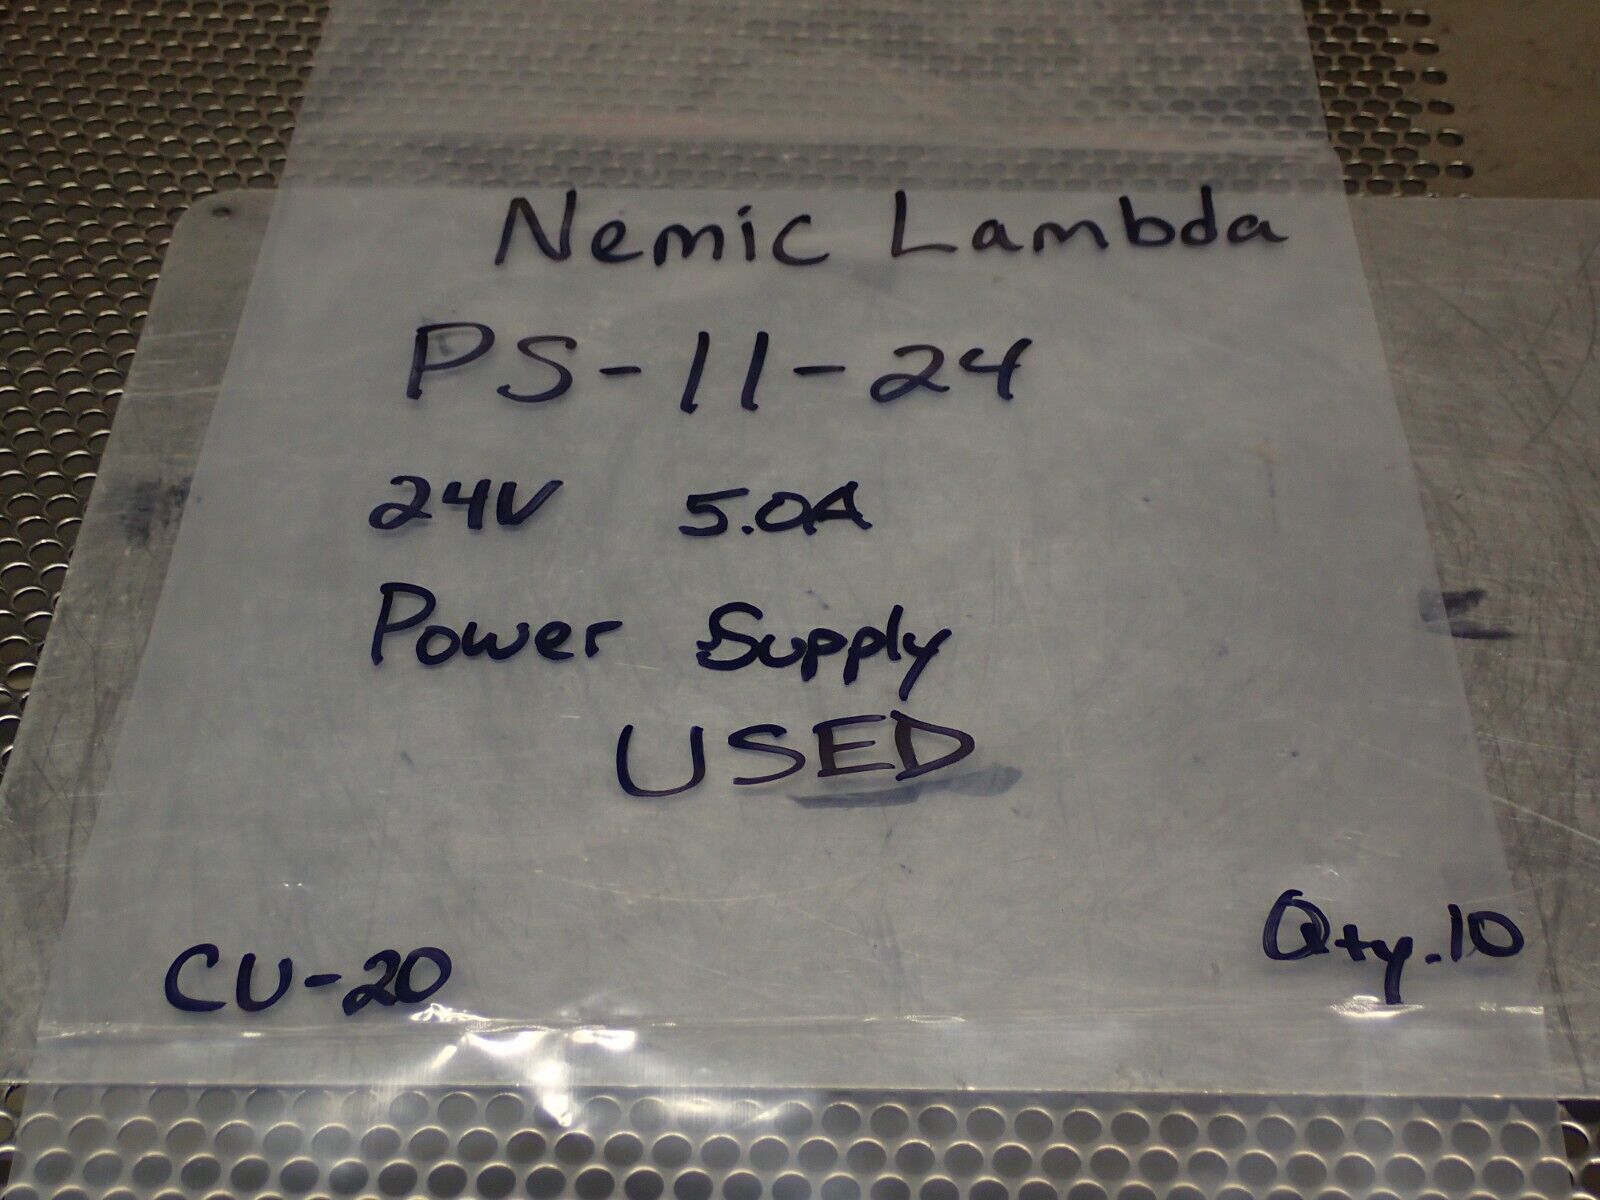 Nemic Lambda
PS-11-24
24V 5.0A
Power Supply
USED
CU-20
Qty. 10